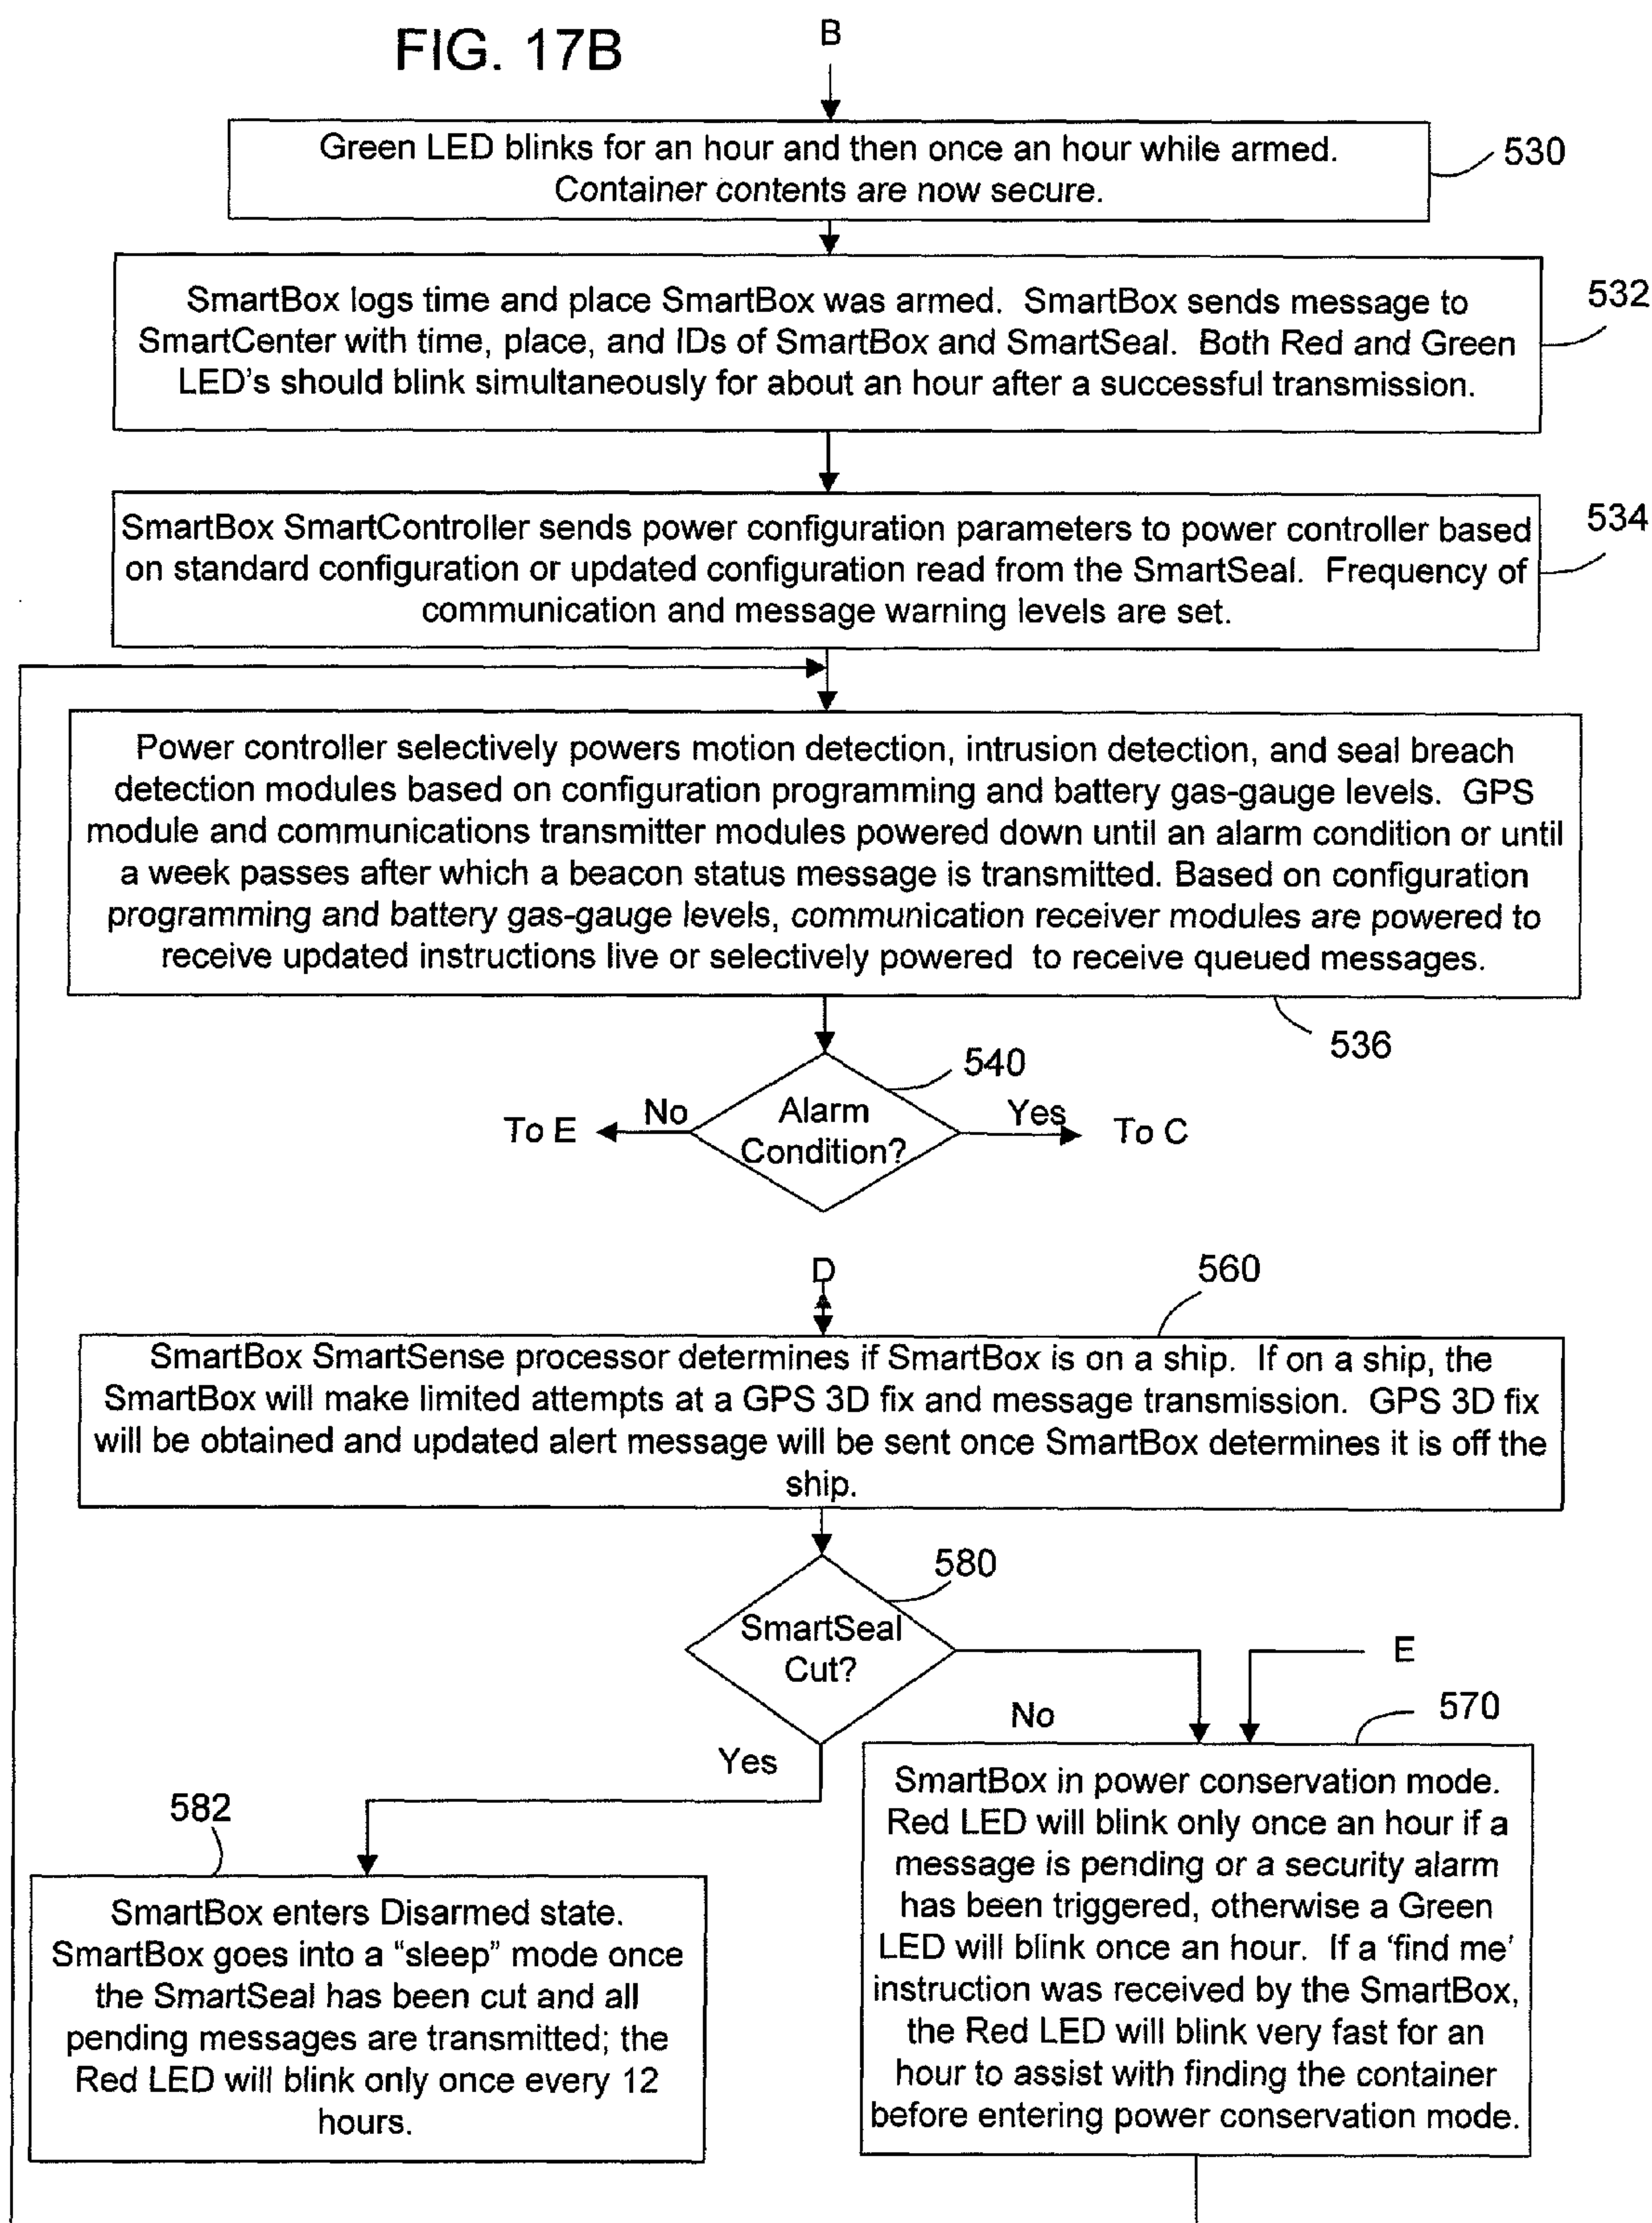 FIG. 17B
B
Green LED blinks for an hour and then once an hour while armed.
Container contents are now secure.
530
SmartBox logs time and place SmartBox was armed. SmartBox sends message to
SmartCenter with time, place, and IDs of SmartBox and SmartSeal. Both Red and Green
LED's should blink simultaneously for about an hour after a successful transmission.
532
SmartBox SmartController sends power configuration parameters to power controller based
on standard configuration or updated configuration read from the SmartSeal. Frequency of
communication and message warning levels are set.
534
Power controller selectively powers motion detection, intrusion detection, and seal breach
detection modules based on configuration programming and battery gas-gauge levels. GPS
module and communications transmitter modules powered down until an alarm condition or until
a week passes after which a beacon status message is transmitted. Based on configuration
programming and battery gas-gauge levels, communication receiver modules are powered to
receive updated instructions live or selectively powered to receive queued messages.
536
540
To E
No
Alarm
Condition?
Yes
To C
D
560
SmartBox SmartSense processor determines if SmartBox is on a ship. If on a ship, the
SmartBox will make limited attempts at a GPS 3D fix and message transmission. GPS 3D fix
will be obtained and updated alert message will be sent once SmartBox determines it is off the
ship.
580
SmartSeal
Cut?
E
No
570
Yes
582
SmartBox enters Disarmed state.
SmartBox goes into a “sleep” mode once
the SmartSeal has been cut and all
pending messages are transmitted; the
Red LED will blink only once every 12
hours.
SmartBox in power conservation mode.
Red LED will blink only once an hour if a
message is pending or a security alarm
has been triggered, otherwise a Green
LED will blink once an hour. If a ‘find me’
instruction was received by the SmartBox,
the Red LED will blink very fast for an
hour to assist with finding the container
before entering power conservation mode.